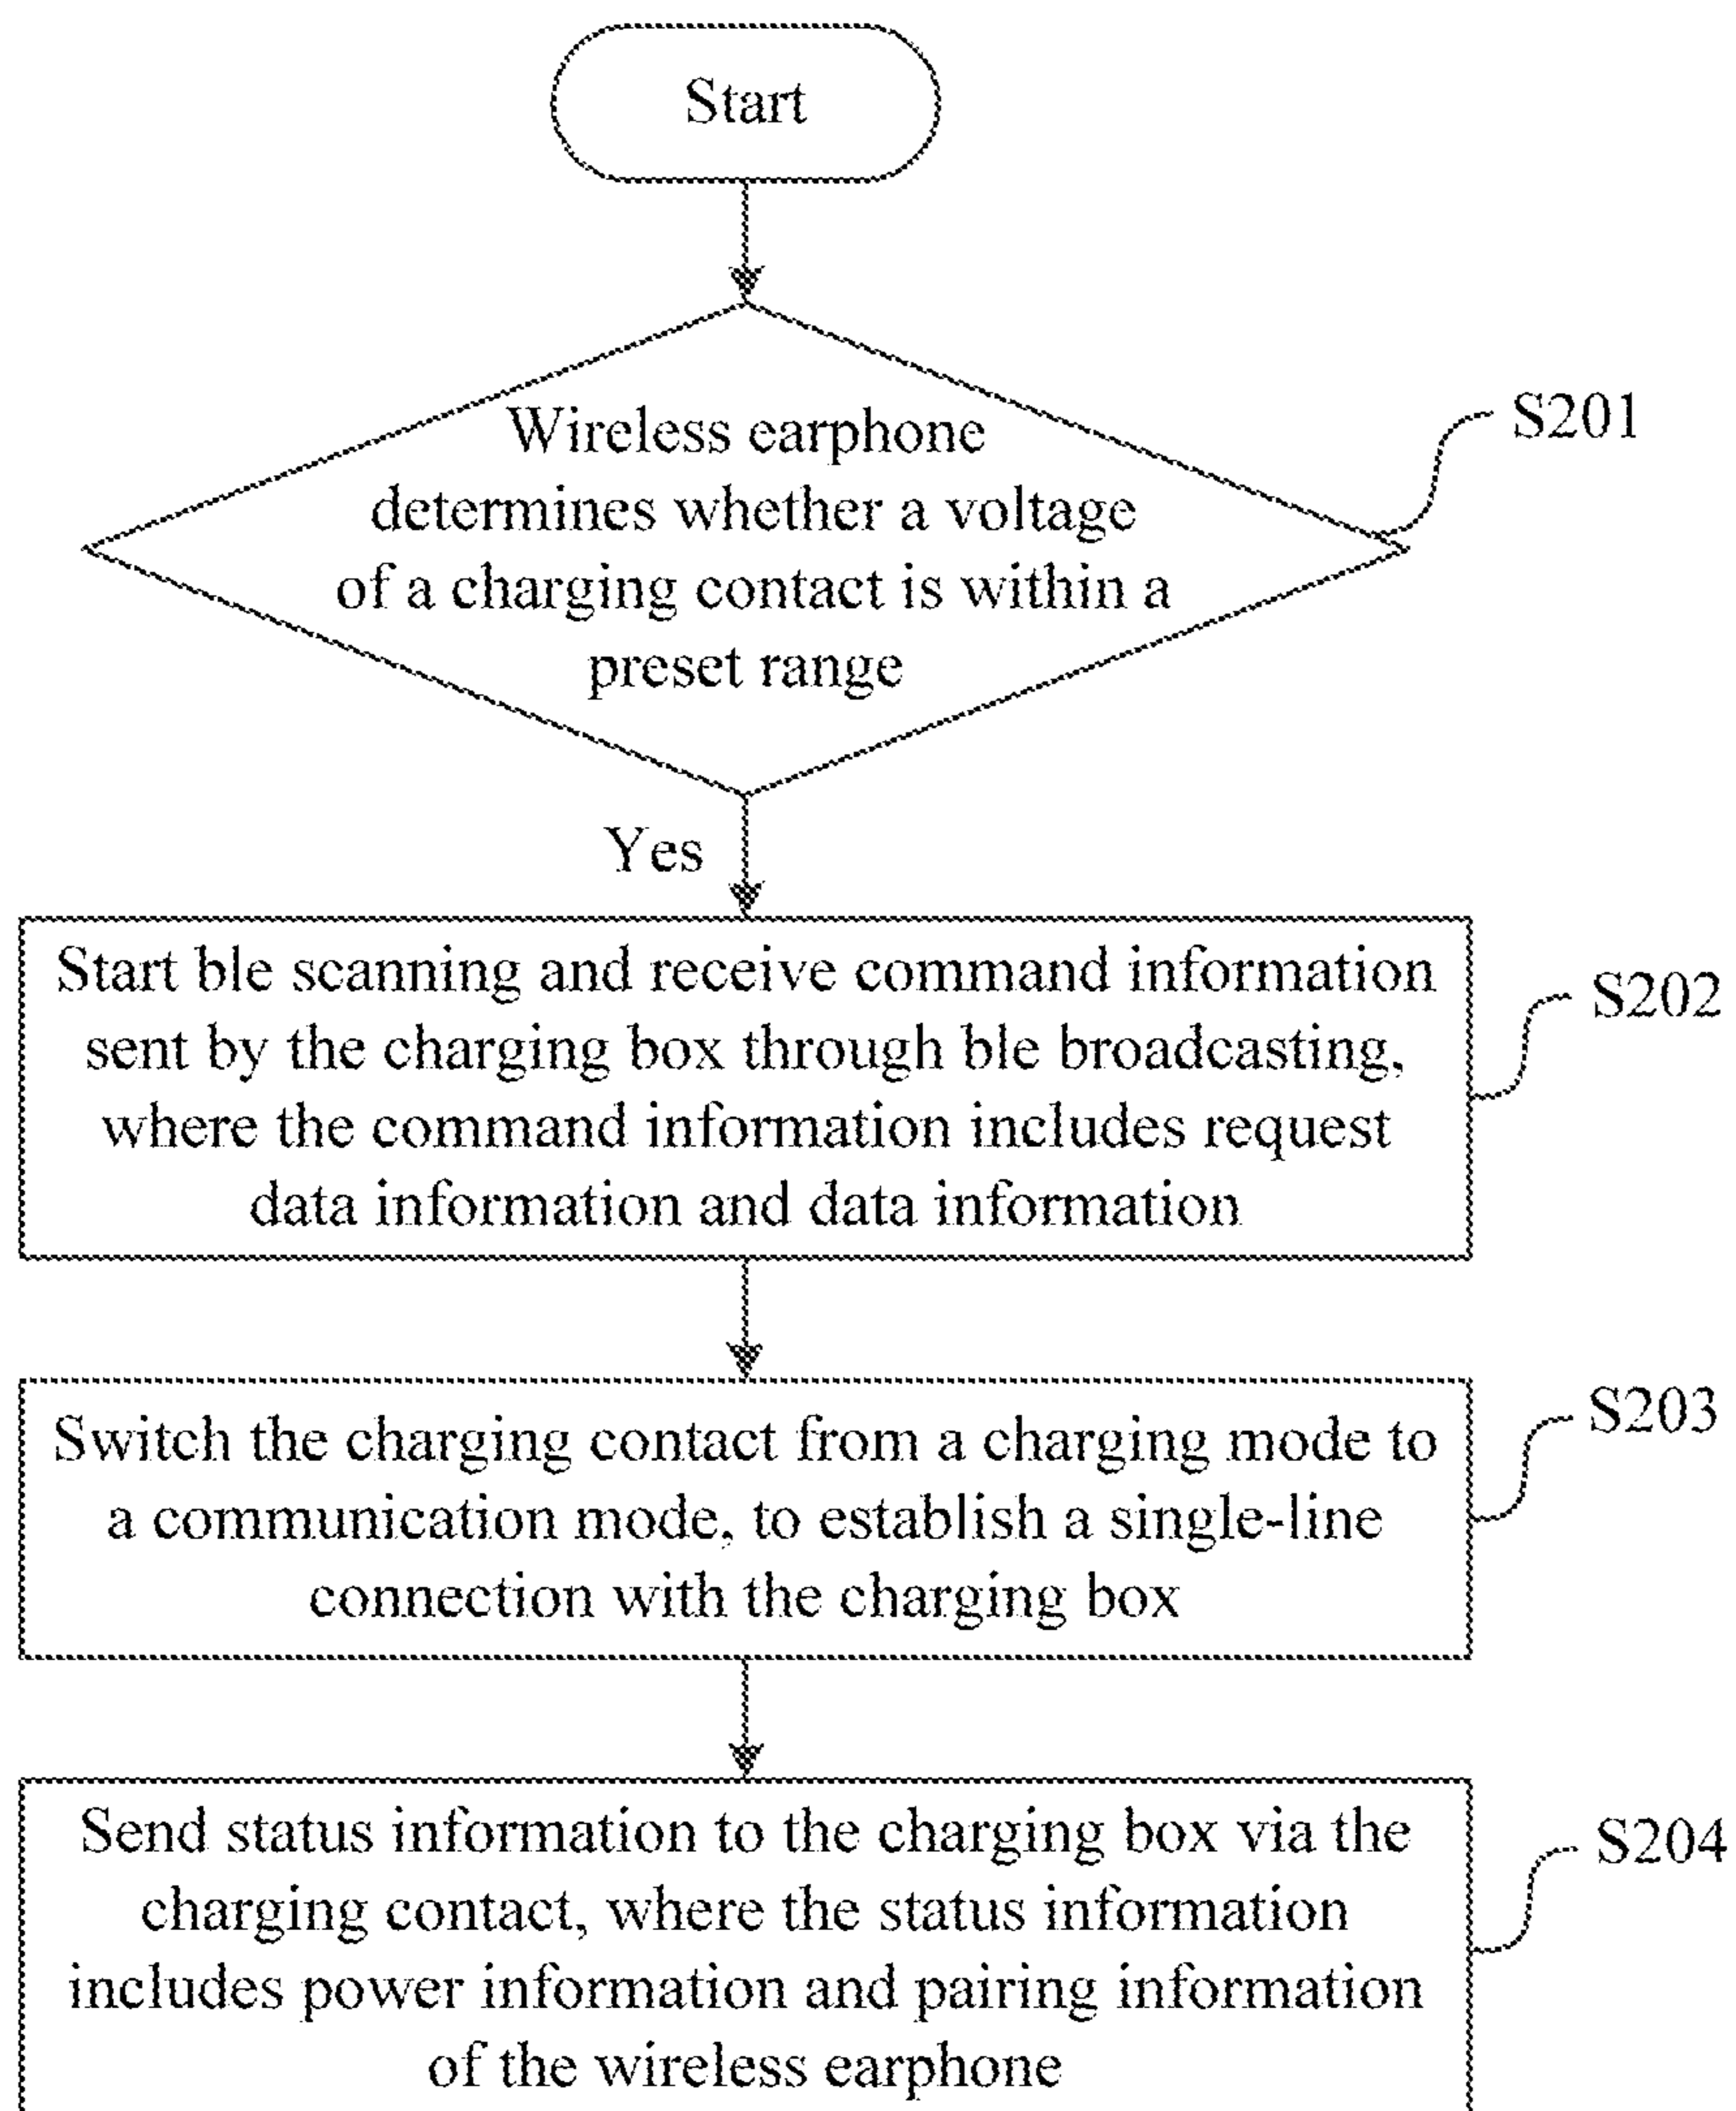 Start
Wireless earphone
determines whether a voltage
of a charging contact is within a
preset range
S201
Yes
Start ble scanning and receive command information
sent by the charging box through ble broadcasting,
where the command information includes request
data information and data information
S202
Switch the charging contact from a charging mode to
a communication mode, to establish a single-line
connection with the charging box
S203
Send status information to the charging box via the
charging contact, where the status information
includes power information and pairing information
of the wireless earphone
S204